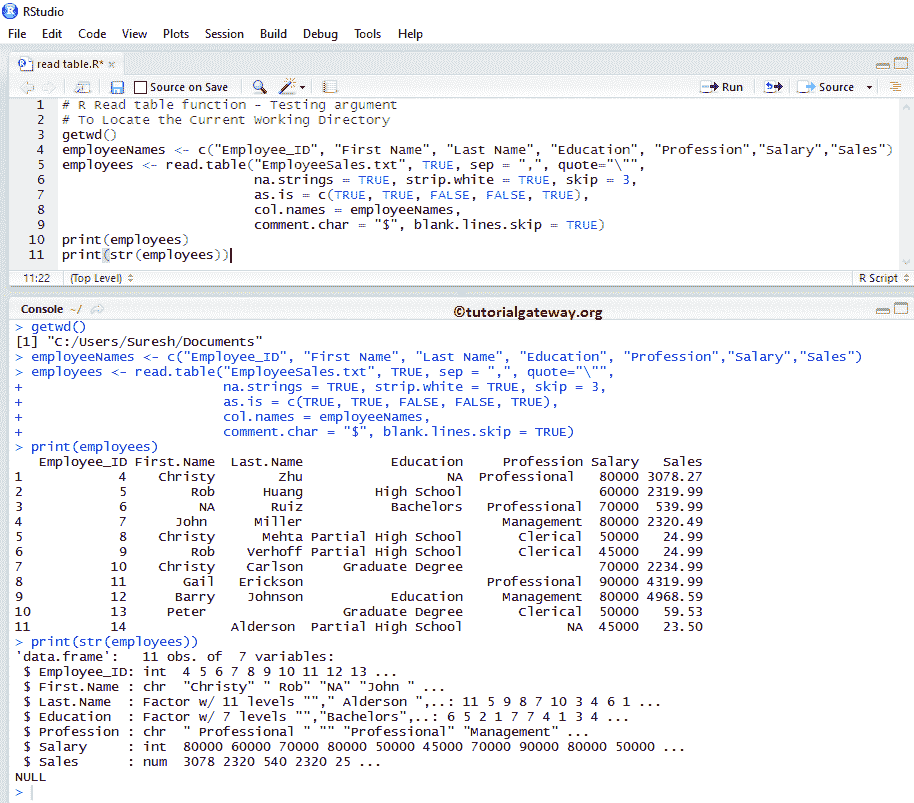 RStudio
File Edit Code View Plots Session Build Debug Tools Help
read table.R*
Source on Save Run Source
1 # R Read table function - Testing argument
2 # To Locate the Current Working Directory
3 getwd()
4 employeeNames <- c("Employee_ID", "First Name", "Last Name", "Education", "Profession","Salary","Sales")
5 employees <- read.table("EmployeeSales.txt", TRUE, sep = ",", quote="\"",
6 na.strings = TRUE, strip.white = TRUE, skip = 3,
7 as.is = c(TRUE, TRUE, FALSE, FALSE, TRUE),
8 col.names = employeeNames,
9 comment.char = "$", blank.lines.skip = TRUE)
10 print(employees)
11 print(str(employees))
11:22 (Top Level) R Script
Console ~/
©tutorialgateway.org
> getwd()
[1] "C:/Users/Suresh/Documents"
> employeeNames <- c("Employee_ID", "First Name", "Last Name", "Education", "Profession","Salary","Sales")
> employees <- read.table("EmployeeSales.txt", TRUE, sep = ",", quote="\"",
+ na.strings = TRUE, strip.white = TRUE, skip = 3,
+ as.is = c(TRUE, TRUE, FALSE, FALSE, TRUE),
+ col.names = employeeNames,
+ comment.char = "$", blank.lines.skip = TRUE)
> print(employees)
Employee_ID First.Name Last.Name Education Profession Salary Sales
1 4 Christy Zhu NA Professional 80000 3078.27
2 5 Rob Huang High School 60000 2319.99
3 6 NA Ruiz Bachelors Professional 70000 539.99
4 7 John Miller Management 80000 2320.49
5 8 Christy Mehta Partial High School Clerical 50000 24.99
6 9 Rob Verhoff Partial High School Clerical 45000 24.99
7 10 Christy Carlson Graduate Degree 70000 2234.99
8 11 Gail Erickson Professional 90000 4319.99
9 12 Barry Johnson Education Management 80000 4968.59
10 13 Peter Graduate Degree Clerical 50000 59.53
11 14 Alderson Partial High School NA 45000 23.50
> print(str(employees))
'data.frame': 11 obs. of 7 variables:
$ Employee_ID: int 4 5 6 7 8 9 10 11 12 13 ...
$ First.Name : chr "Christy" " Rob" "NA" "John " ...
$ Last.Name : Factor w/ 11 levels ""," Alderson ",..: 11 5 9 8 7 10 3 4 6 1 ...
$ Education : Factor w/ 7 levels "","Bachelors",..: 6 5 2 1 7 7 4 1 3 4 ...
$ Profession : chr " Professional " "" "Professional" "Management" ...
$ Salary : int 80000 60000 70000 80000 50000 45000 70000 90000 80000 50000 ...
$ Sales : num 3078 2320 540 2320 25 ...
NULL
>